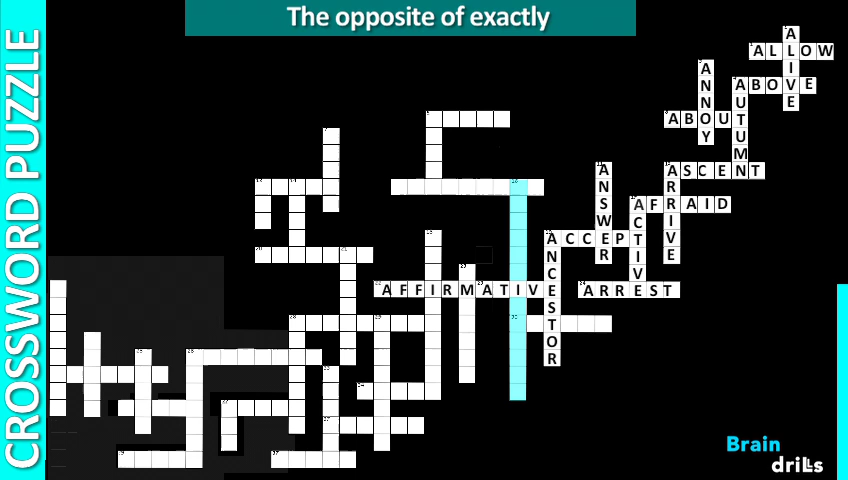 The opposite of exactly
CROSSWORD PUZZLE
ALIVE
ALLOW
ANNOY
ABOVE
AUTUMN
ABOUT
ASCENT
ANSWER
ARRIVE
AFRAID
ACTIVE
ACCEPT
ANCESTOR
AFFIRMATIVE
ARREST
Brain
drills